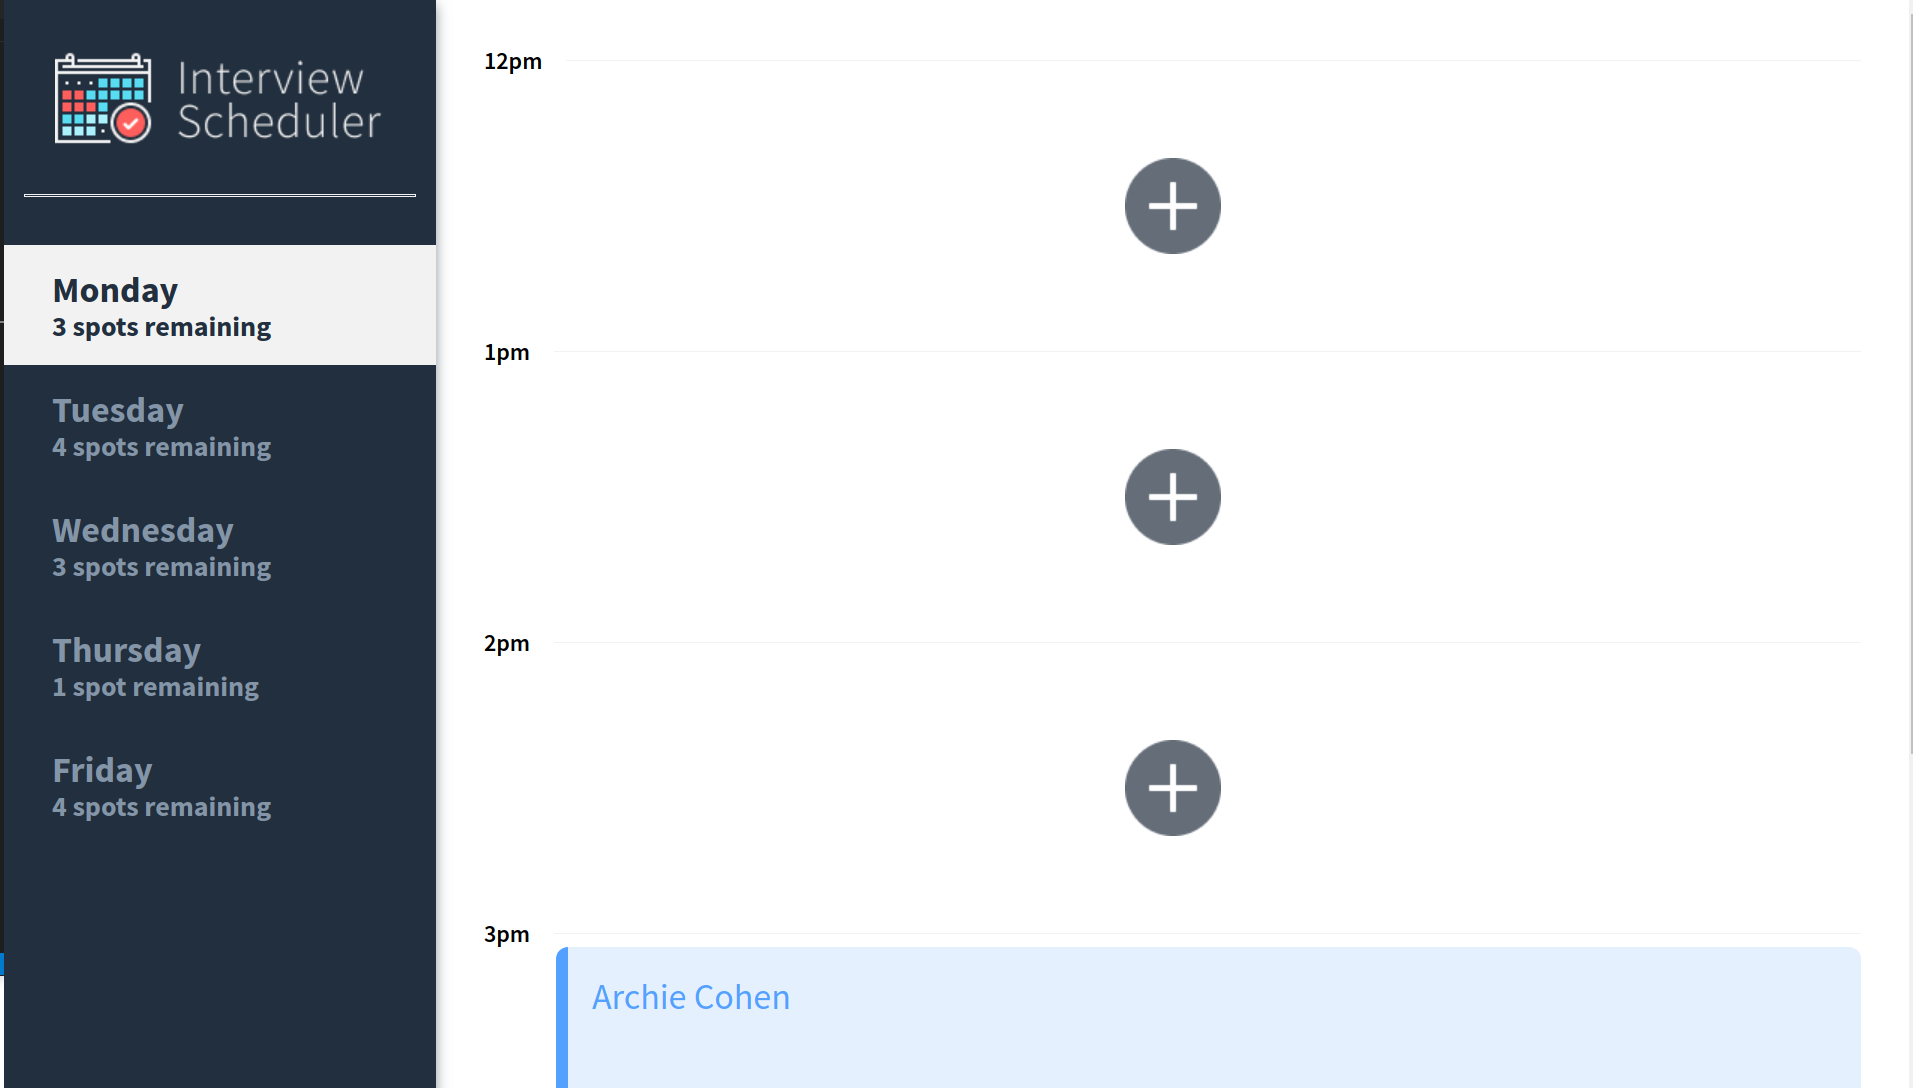 Interview
Scheduler
Monday
3 spots remaining
Tuesday
4 spots remaining
Wednesday
3 spots remaining
Thursday
1 spot remaining
Friday
4 spots remaining
12pm
1pm
2pm
3pm
Archie Cohen